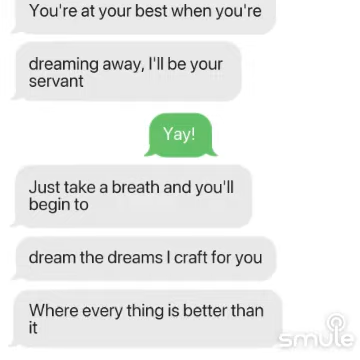 You're at your best when you're
dreaming away, I'll be your
servant
Yay!
Just take a breath and you'll
begin to
dream the dreams I craft for you
Where every thing is better than
it
smule